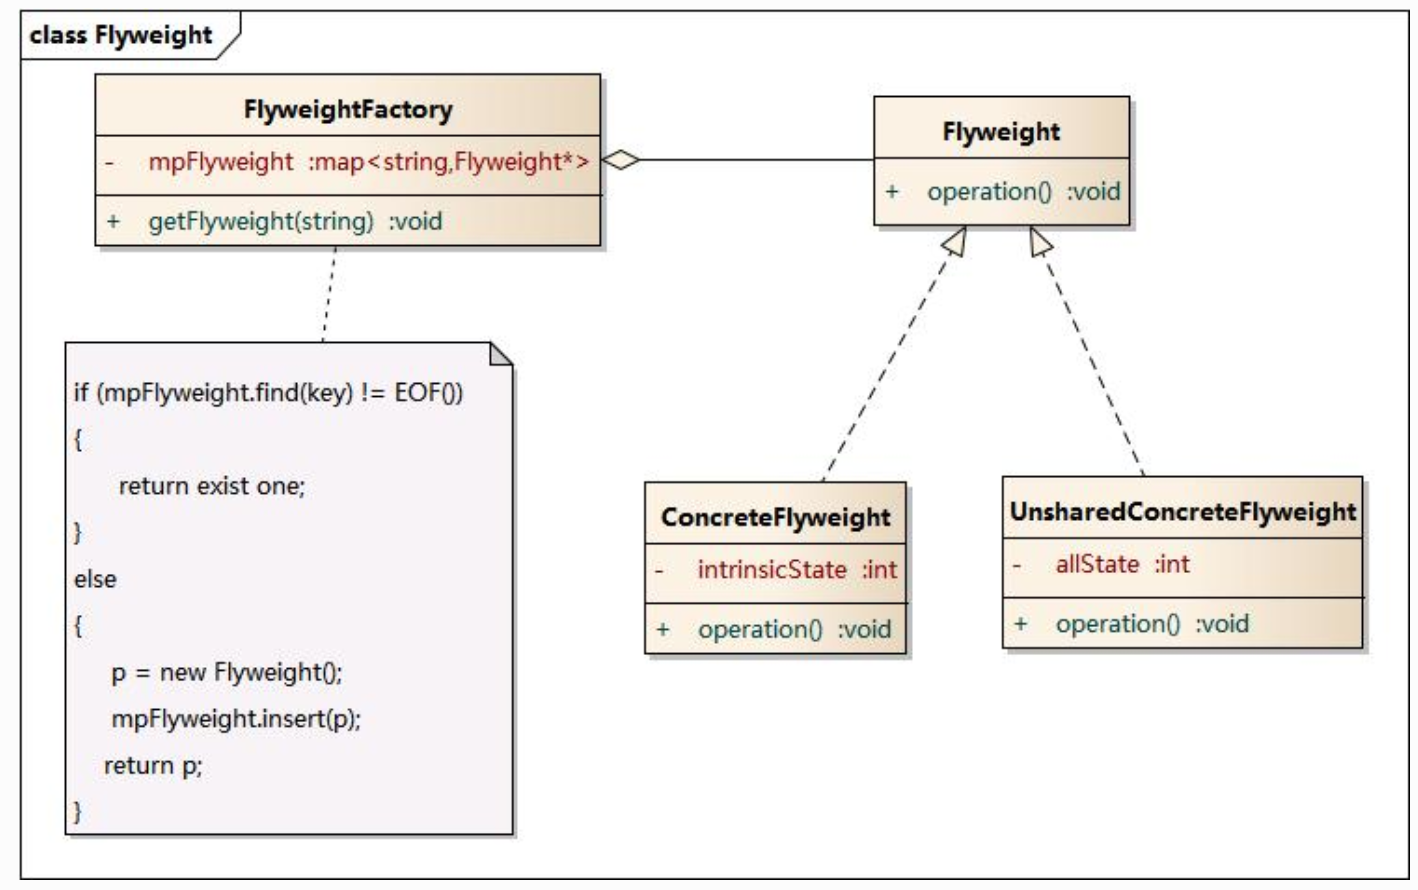 class Flyweight
FlyweightFactory
- mpFlyweight :map<string,Flyweight*>
+ getFlyweight(string) :void
Flyweight
+ operation() :void
if (mpFlyweight.find(key) != EOF())
{
return exist one;
}
else
{
p = new Flyweight();
mpFlyweight.insert(p);
return p;
}
ConcreteFlyweight
- intrinsicState :int
+ operation() :void
UnsharedConcreteFlyweight
- allState :int
+ operation() :void